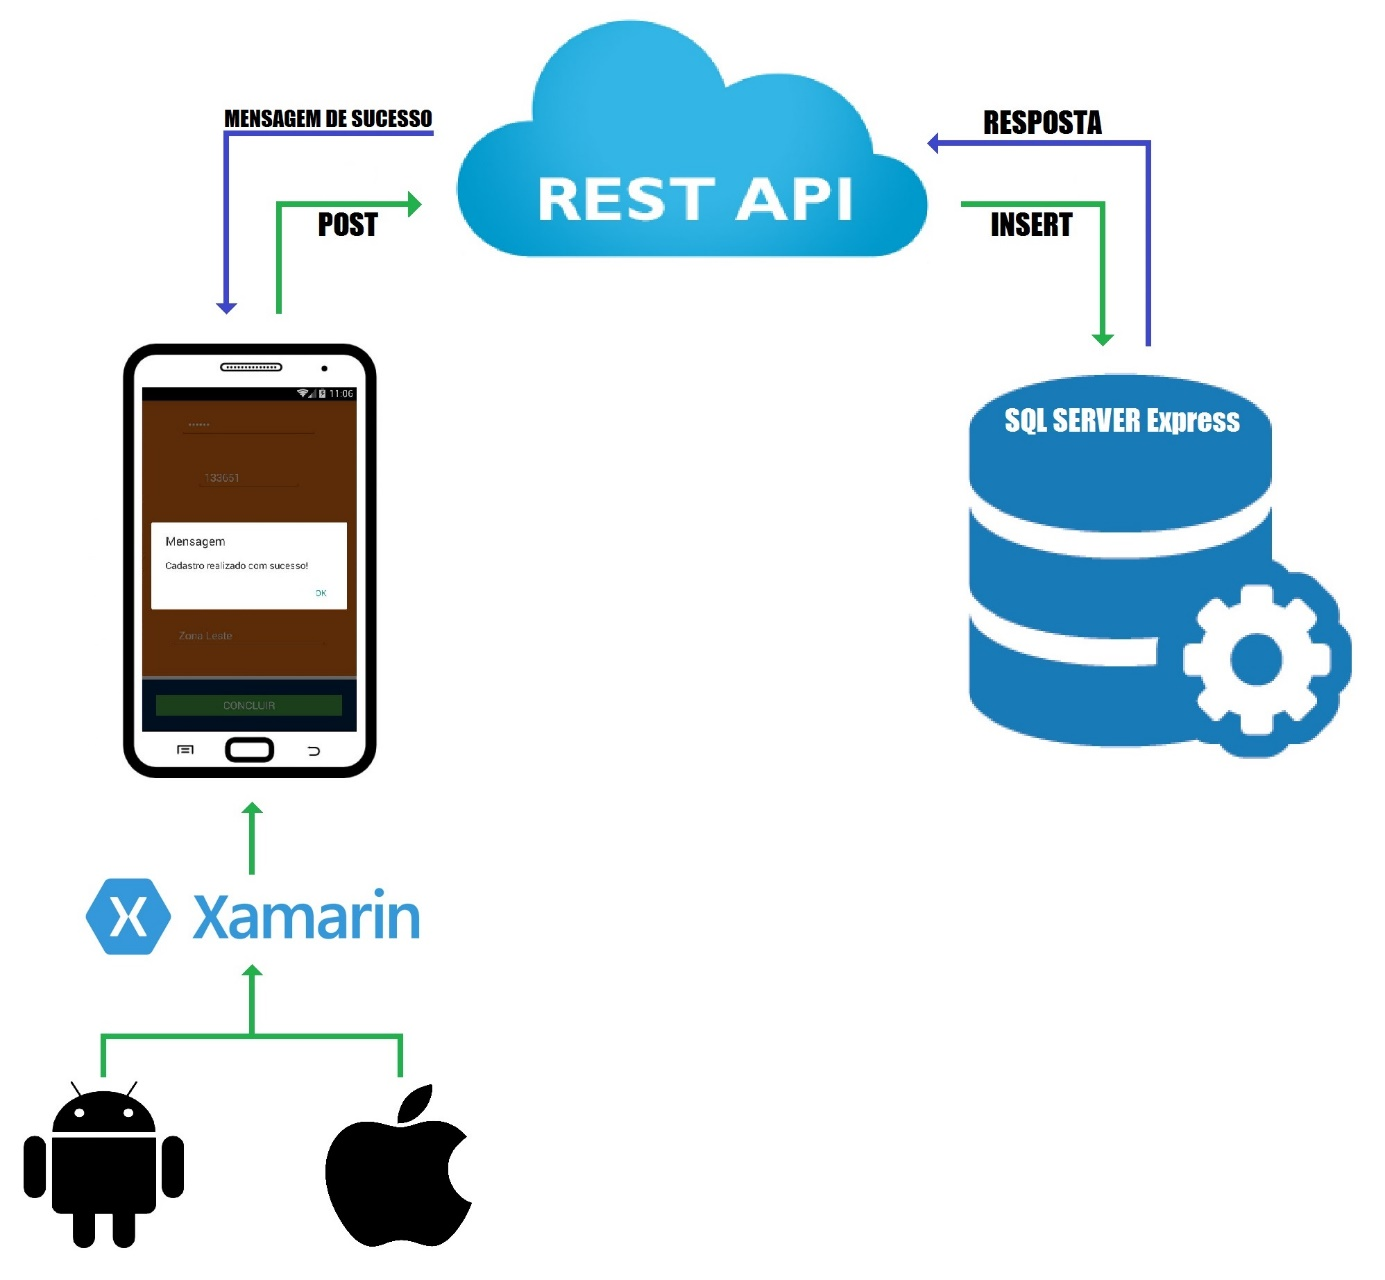 MENSAGEM DE SUCESSO
RESPOSTA
REST API
POST
INSERT
11:06
SQL SERVER Express
133661
Mensagem
Cadastro realizado com sucesso!
OK
Zona Leste
CONCLUIR
X Xamarin